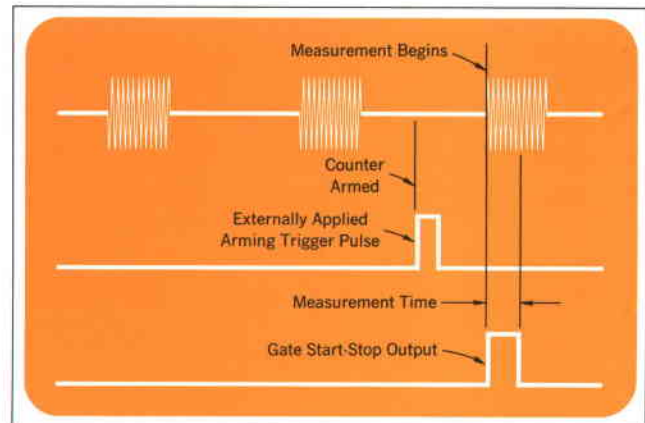 Measurement Begins
Counter
Armed
Externally Applied
Arming Trigger Pulse
Measurement Time
Gate Start-Stop Output